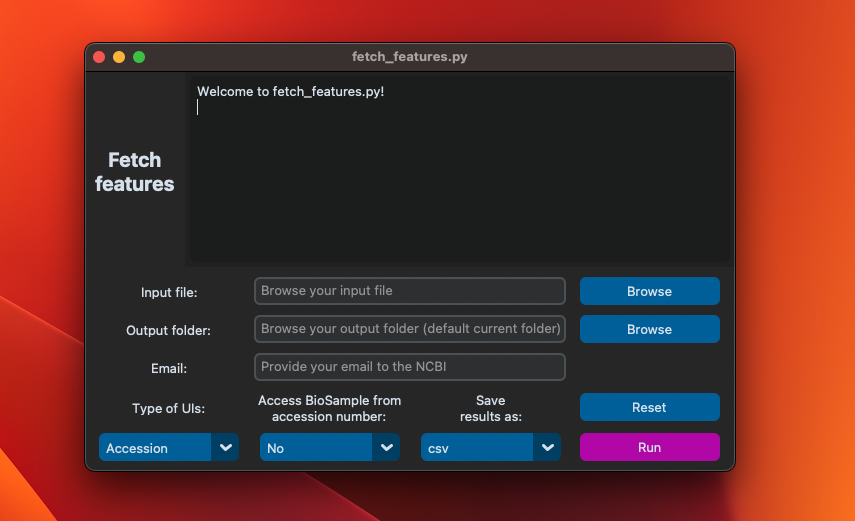 fetch_features.py
Welcome to fetch_features.py!
Fetch
features
Input file:
Browse your input file
Browse
Output folder:
Browse your output folder (default current folder)
Browse
Email:
Provide your email to the NCBI
Type of UIs:
Access BioSample from
accession number:
Save
results as:
Reset
Accession
No
csv
Run